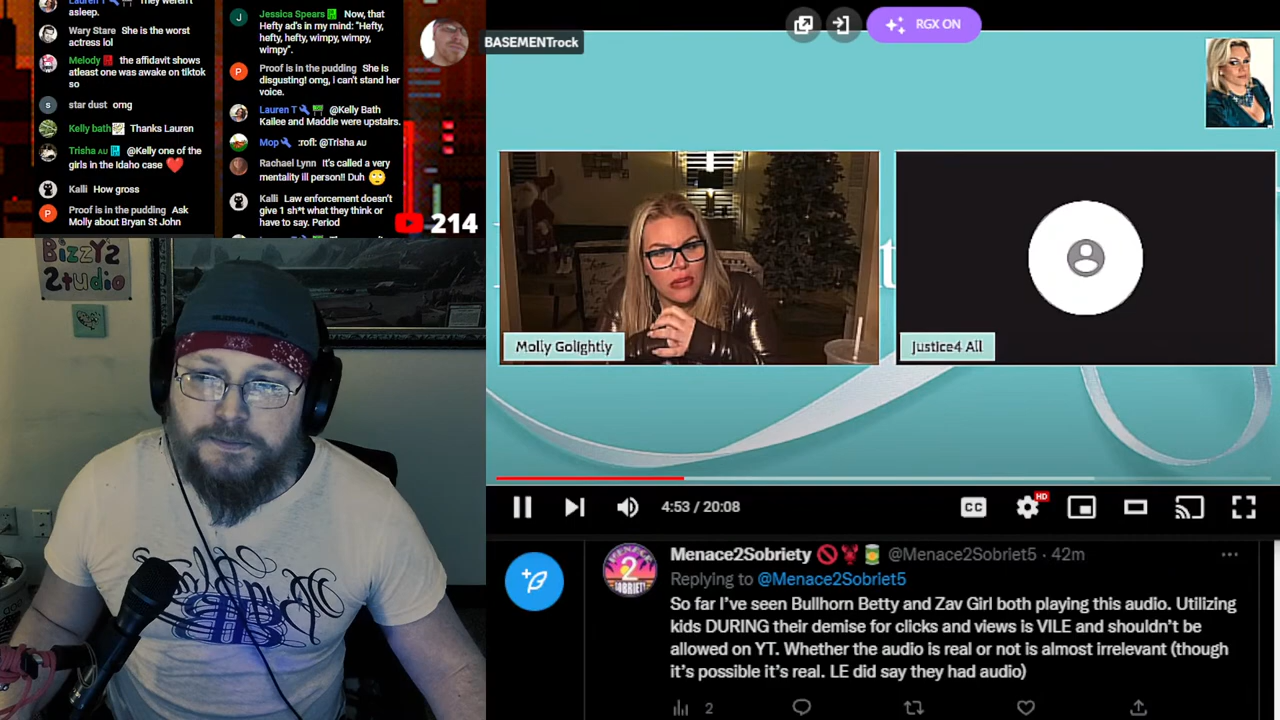 Lauren T They weren't
asleep.
Wary Stare She is the worst
actress lol
Melody the affidavit shows
atleast one was awake on tiktok
so
star dust omg
Kelly bath Thanks Lauren
Trisha AU @Kelly one of the
girls in the Idaho case
Kalli How gross
Proof is in the pudding Ask
Molly about Bryan St John
Jessica Spears Now, that
Hefty ad's in my mind: "Hefty,
hefty, hefty, wimpy, wimpy,
wimpy".
Proof is in the pudding She is
disgusting! omg, i can't stand her
voice.
Lauren T @Kelly Bath
Kailee and Maddie were upstairs.
Mop :rofl: @Trisha AU
Rachael Lynn It's called a very
mentality ill person!! Duh
Kalli Law enforcement doesn't
give 1 sh*t what they think or
have to say. Period
214
BASEMENTrock
RGX ON
Molly Golightly
Justice4 All
4:53 / 20:08
CC
HD
BizzY'2
2tudio
Menace2Sobriety @Menace2Sobriet5 · 42m
Replying to @Menace2Sobriet5
So far I've seen Bullhorn Betty and Zav Girl both playing this audio. Utilizing
kids DURING their demise for clicks and views is VILE and shouldn't be
allowed on YT. Whether the audio is real or not is almost irrelevant (though
it's possible it's real. LE did say they had audio)
2